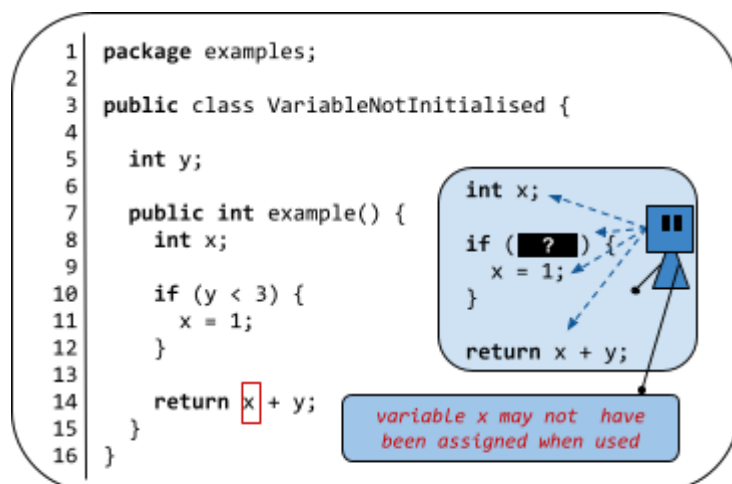 1 package examples;
2
3 public class VariableNotInitialised {
4
5 int y;
6
7 public int example() {
8 int x;
9
10 if (y < 3) {
11 x = 1;
12 }
13
14 return x + y;
15 }
16 }
int x;
if ( ? ) {
x = 1;
}
return x + y;
variable x may not have
been assigned when used